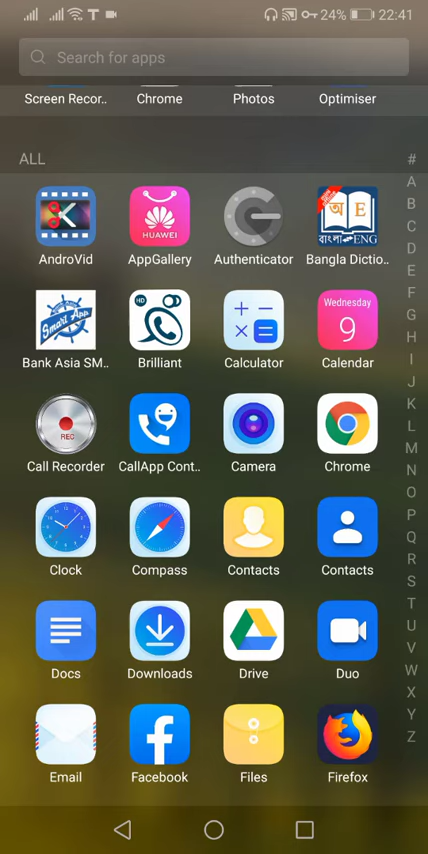 24% 22:41
Search for apps
Screen Recor.. Chrome Photos Optimiser
ALL
#
A
B
C
D
E
F
G
H
I
J
K
L
M
N
O
P
Q
R
S
T
U
V
W
X
Y
Z
HUAWEI
অ E
বাংলা ENG
AndroVid AppGallery Authenticator Bangla Dictio..
Smart App
HD
Wednesday
9
Bank Asia SM.. Brilliant Calculator Calendar
REC
Call Recorder CallApp Cont.. Camera Chrome
Clock Compass Contacts Contacts
Docs Downloads Drive Duo
Email Facebook Files Firefox